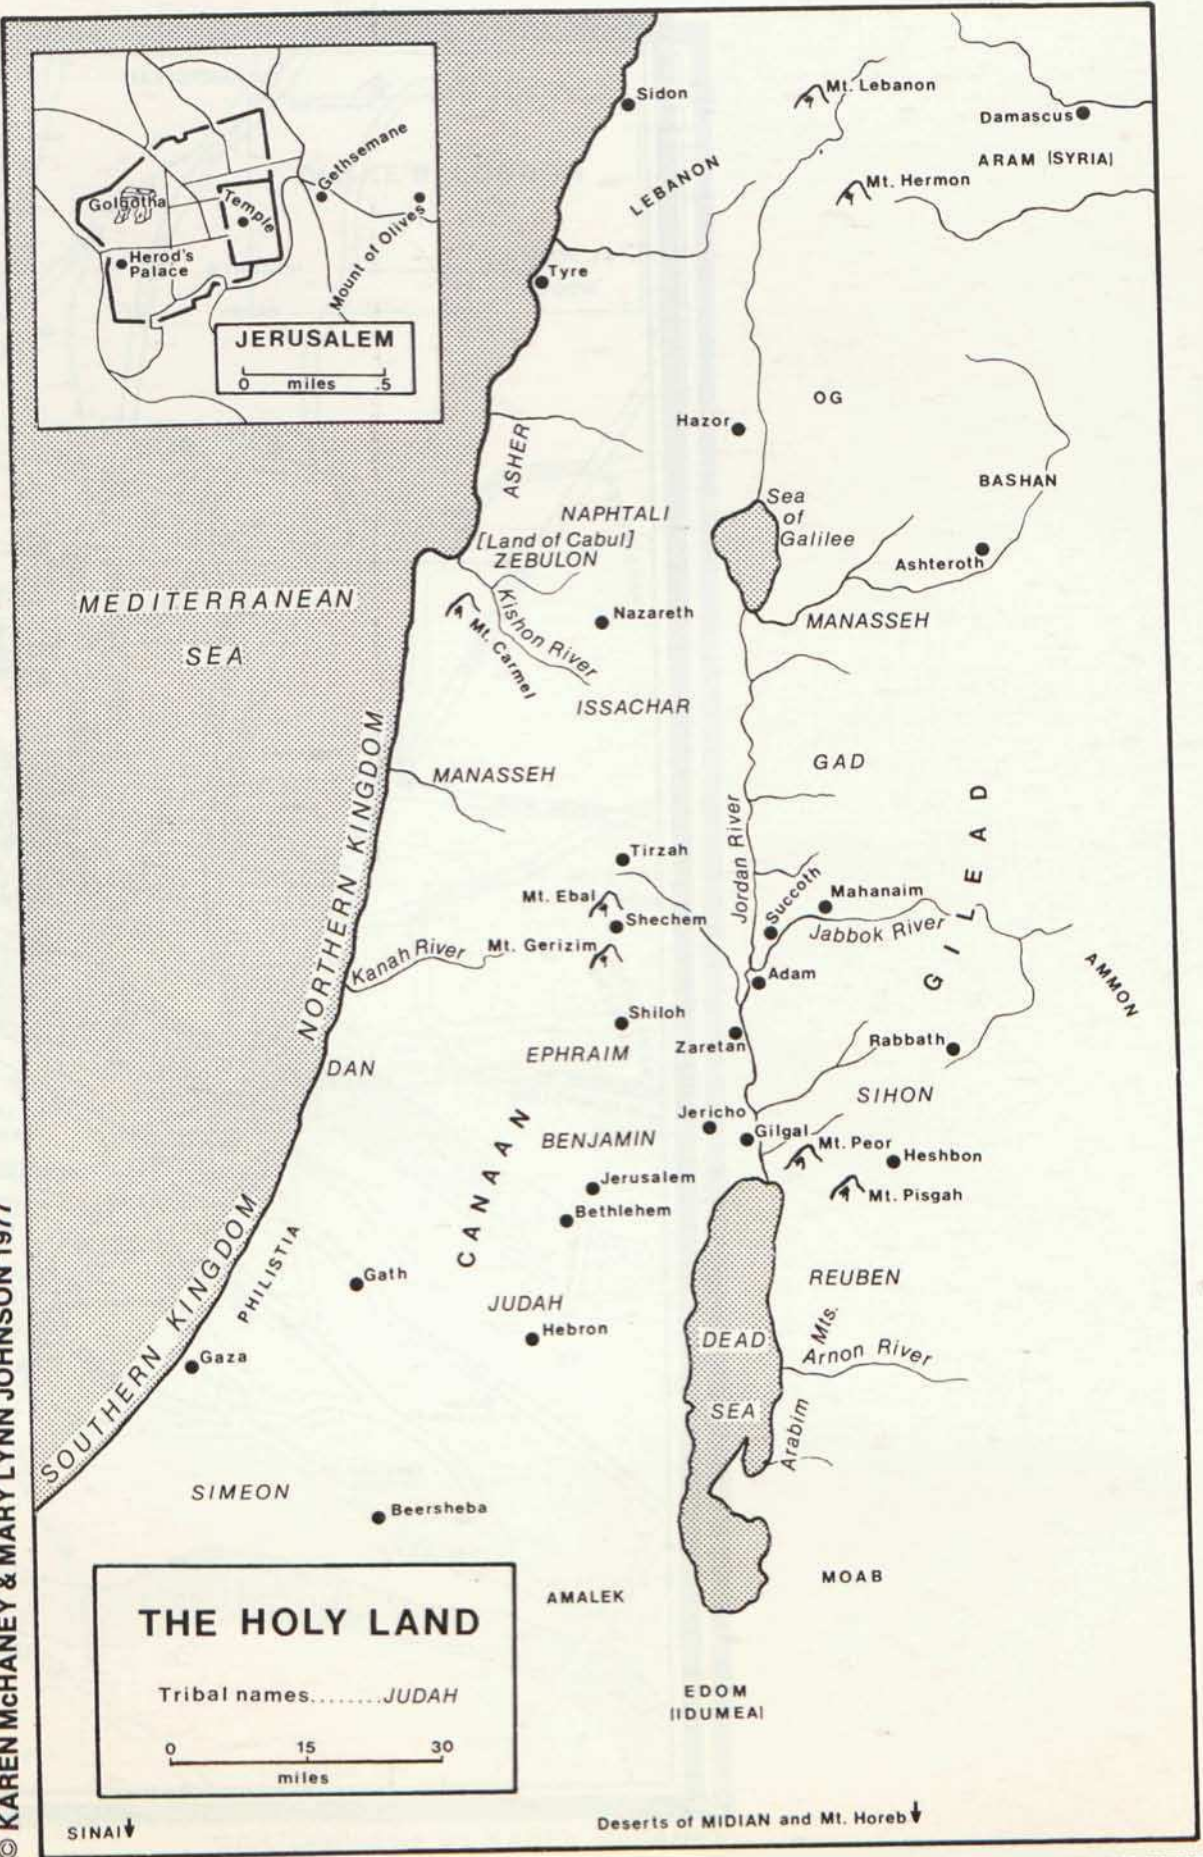 Sidon
Mt. Lebanon
Damascus
ARAM (SYRIA)
LEBANON
Mt. Hermon
Gethsemane
Golgotha
Temple
Mount of Olives
Herod's
Palace
JERUSALEM
0 miles .5
Tyre
OG
Hazor
ASHER
BASHAN
Sea
of
Galilee
NAPHTALI
[Land of Cabul]
ZEBULON
Ashteroth
MEDITERRANEAN
SEA
Kishon River
Nazareth
MANASSEH
Mt. Carmel
ISSACHAR
GAD
MANASSEH
NORTHERN KINGDOM
Jordan River
GILEAD
Tirzah
Mt. Ebal
Shechem
Succoth
Mahanaim
Jabbok River
Kanah River
Mt. Gerizim
Adam
AMMON
Shiloh
EPHRAIM
Zaretan
Rabbath
DAN
SIHON
Jericho
Gilgal
CANAAN
BENJAMIN
Mt. Peor
Heshbon
Jerusalem
Mt. Pisgah
Bethlehem
SOUTHERN KINGDOM
PHILISTIA
Gath
REUBEN
JUDAH
Hebron
DEAD
SEA
Arabim Mts.
Arnon River
Gaza
SIMEON
Beersheba
AMALEK
MOAB
THE HOLY LAND
Tribal names........JUDAH
0 15 30
miles
EDOM
(IDUMEA)
SINAI
Deserts of MIDIAN and Mt. Horeb
© KAREN McHANEY & MARY LYNN JOHNSON 1977